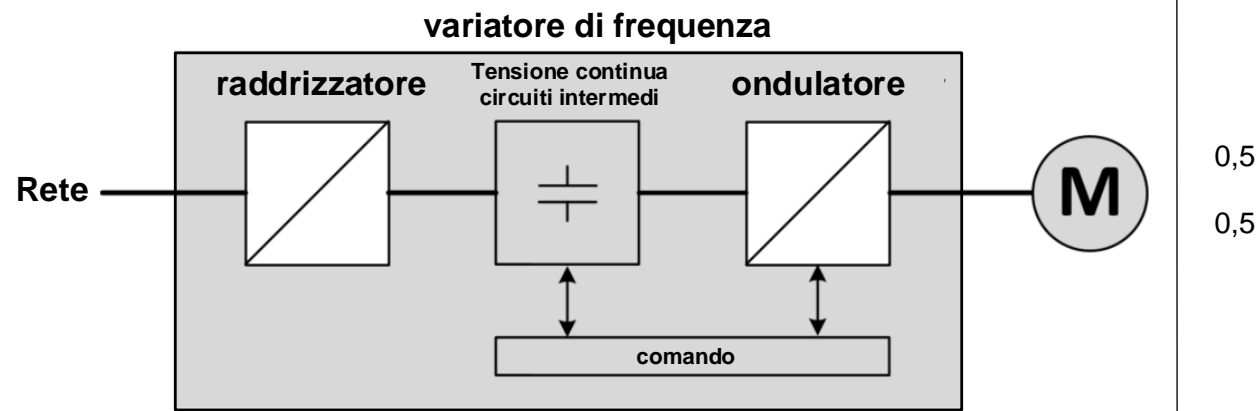 variatore di frequenza
raddrizzatore
Tensione continua
circuiti intermedi
ondulatore
Rete
M
comando
0,5
0,5